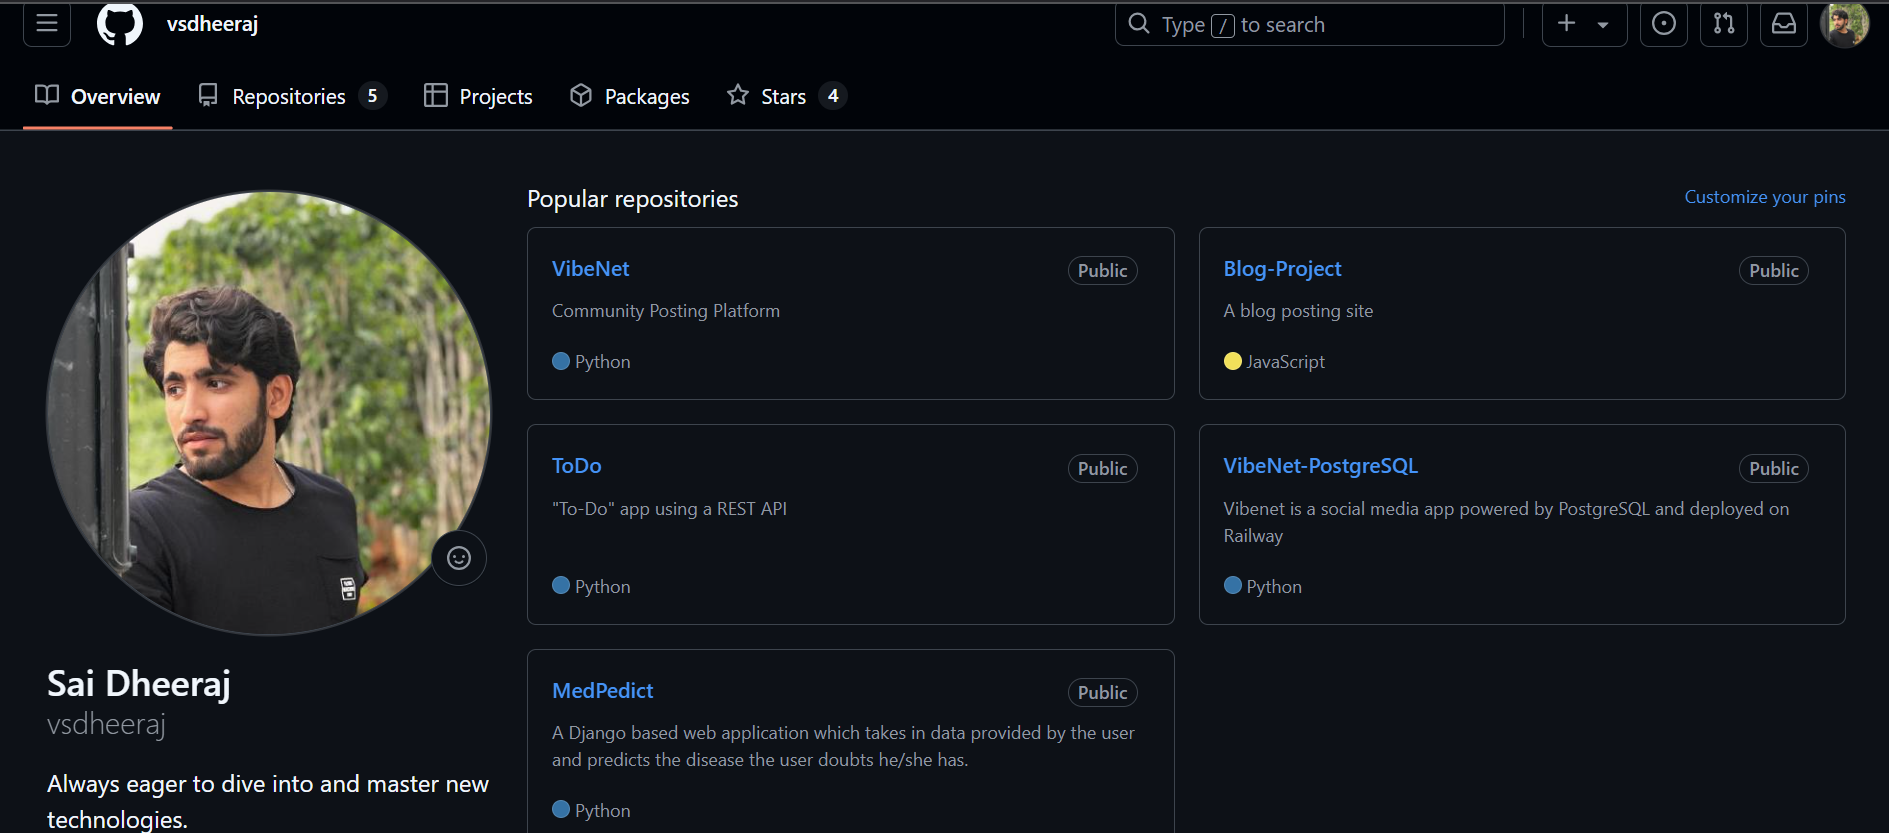 vsdheeraj
Type / to search
Overview
Repositories 5
Projects
Packages
Stars 4
Popular repositories
Customize your pins
VibeNet
Public
Community Posting Platform
Python
Blog-Project
Public
A blog posting site
JavaScript
ToDo
Public
"To-Do" app using a REST API
Python
VibeNet-PostgreSQL
Public
Vibenet is a social media app powered by PostgreSQL and deployed on
Railway
Python
MedPedict
Public
A Django based web application which takes in data provided by the user
and predicts the disease the user doubts he/she has.
Python
Sai Dheeraj
vsdheeraj
Always eager to dive into and master new
technologies.